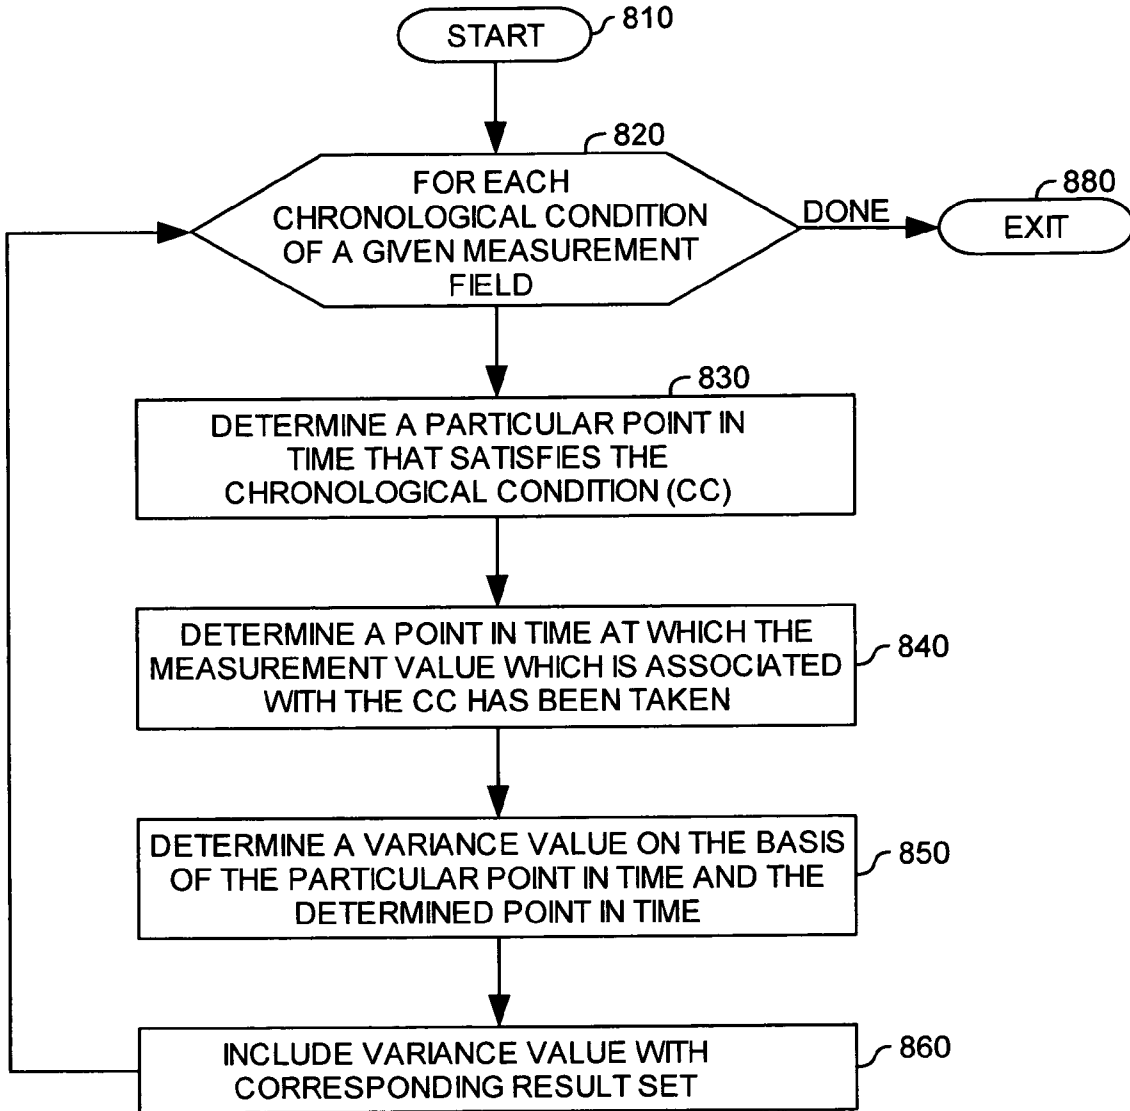 START
810
820
FOR EACH
CHRONOLOGICAL CONDITION
OF A GIVEN MEASUREMENT
FIELD
DONE
880
EXIT
830
DETERMINE A PARTICULAR POINT IN
TIME THAT SATISFIES THE
CHRONOLOGICAL CONDITION (CC)
DETERMINE A POINT IN TIME AT WHICH THE
MEASUREMENT VALUE WHICH IS ASSOCIATED
WITH THE CC HAS BEEN TAKEN
840
DETERMINE A VARIANCE VALUE ON THE BASIS
OF THE PARTICULAR POINT IN TIME AND THE
DETERMINED POINT IN TIME
850
INCLUDE VARIANCE VALUE WITH
CORRESPONDING RESULT SET
860